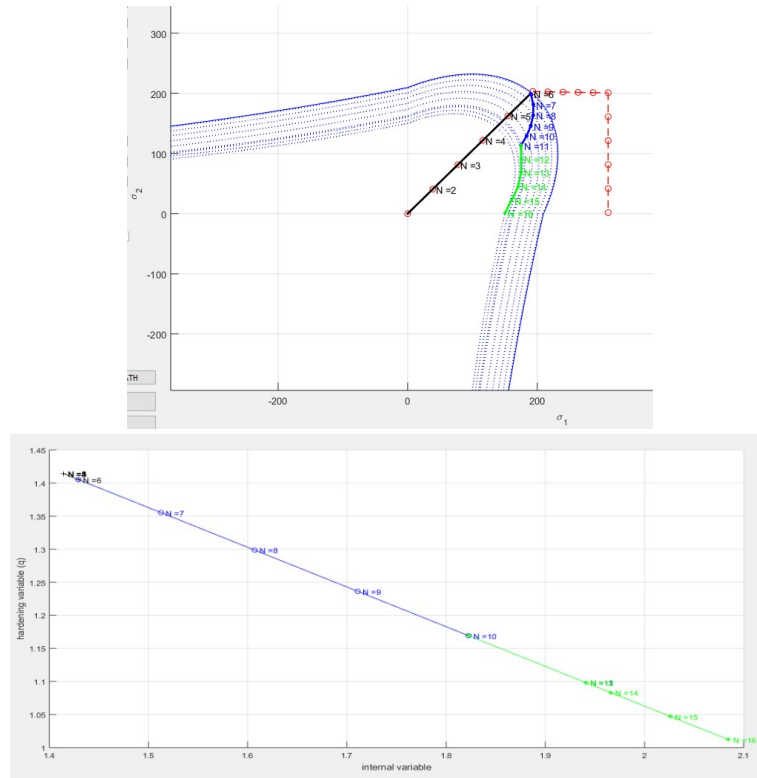 300
200
100
0
-100
-200
σ2
-200
0
200
σ1
N =2
N =3
N =4
N =5
N =6
N =7
N =8
N =9
N =10
N =11
N =12
N =13
N =14
N =15
N =16
ATH
1.45
1.4
1.35
1.3
1.25
1.2
1.15
1.1
1.05
1
hardening variable (q)
N =6
N =7
N =8
N =9
N =10
N =14
N =15
N =16
1.4
1.5
1.6
1.7
1.8
1.9
2
2.1
internal variable